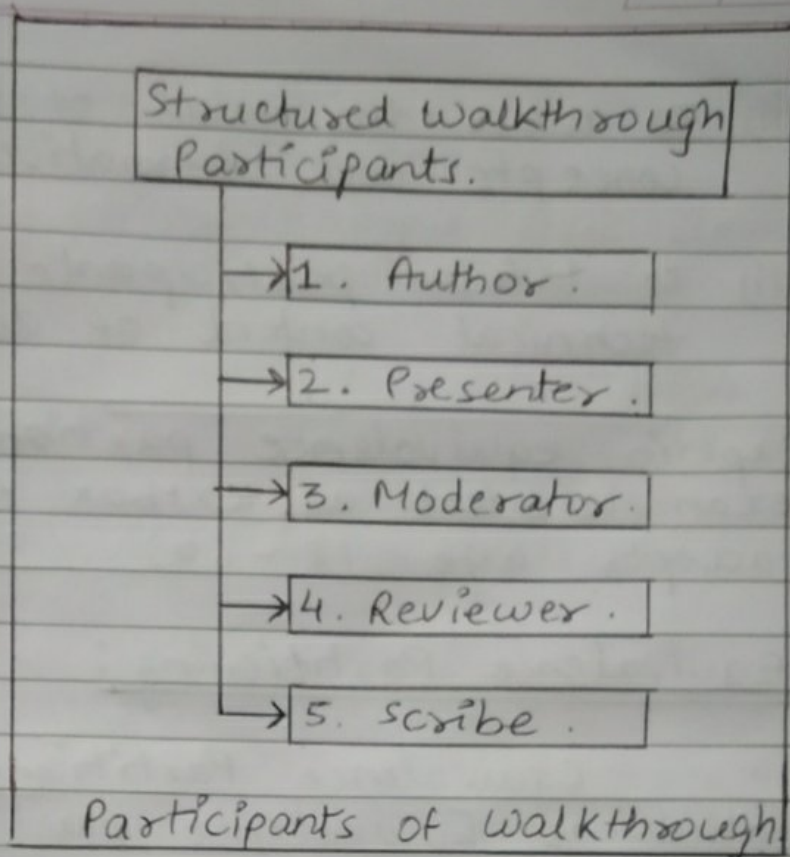 Structured walkthrough
Participants.
1. Author.
2. Presenter.
3. Moderator.
4. Reviewer.
5. scribe.
Participants of walkthrough